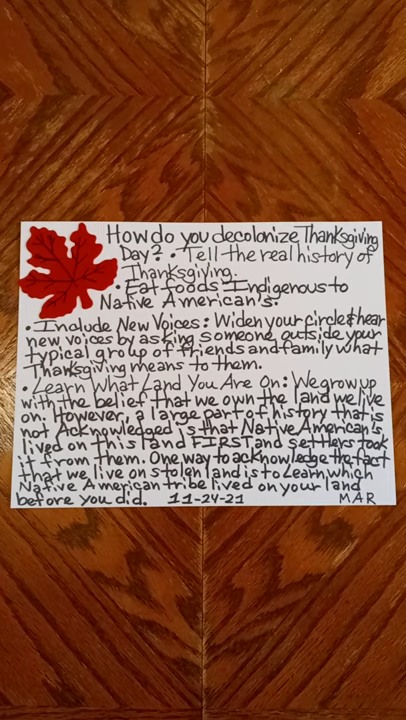 How do you decolonize Thanksgiving
Day? • Tell the real history of
Thanksgiving.
• Eat foods Indigenous to
Native American's.
• Include New Voices: Widen your circle & hear
new voices by asking someone outside your
typical group of friends and family what
Thanksgiving means to them.
• Learn What Land You Are On: We grow up
with the belief that we own the land we live
on. However, a large part of history that is
not Acknowledged is that Native American's
lived on this land FIRST and settlers took
it from them. One way to acknowledge the fact
that we live on stolen land is to Learn which
Native American tribe lived on your land
before you did. 11-24-21 MAR